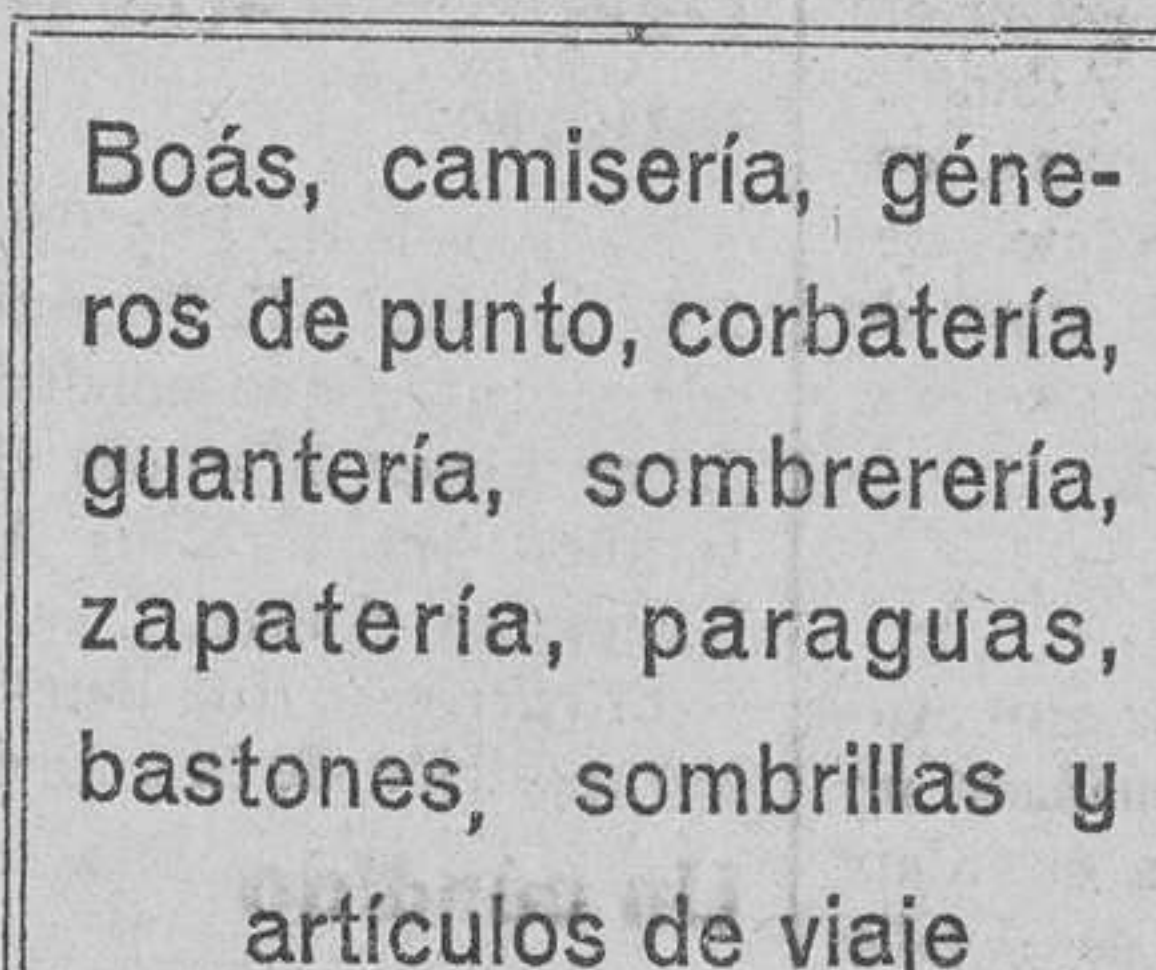 Boás, camisería, géne-
ros de punto, corbatería,
guantería, sombrerería,
zapatería, paraguas,
bastones, sombrillas y
artículos de viaje